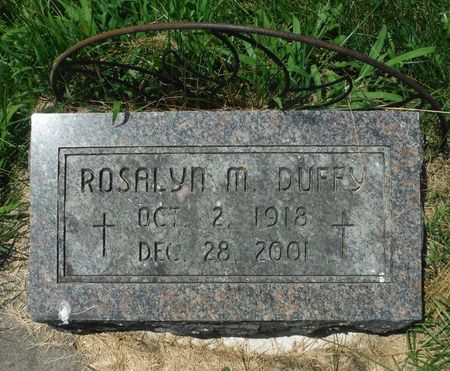 ROSALYN M. DUFFY
OCT. 2, 1918
DEC. 28, 2001